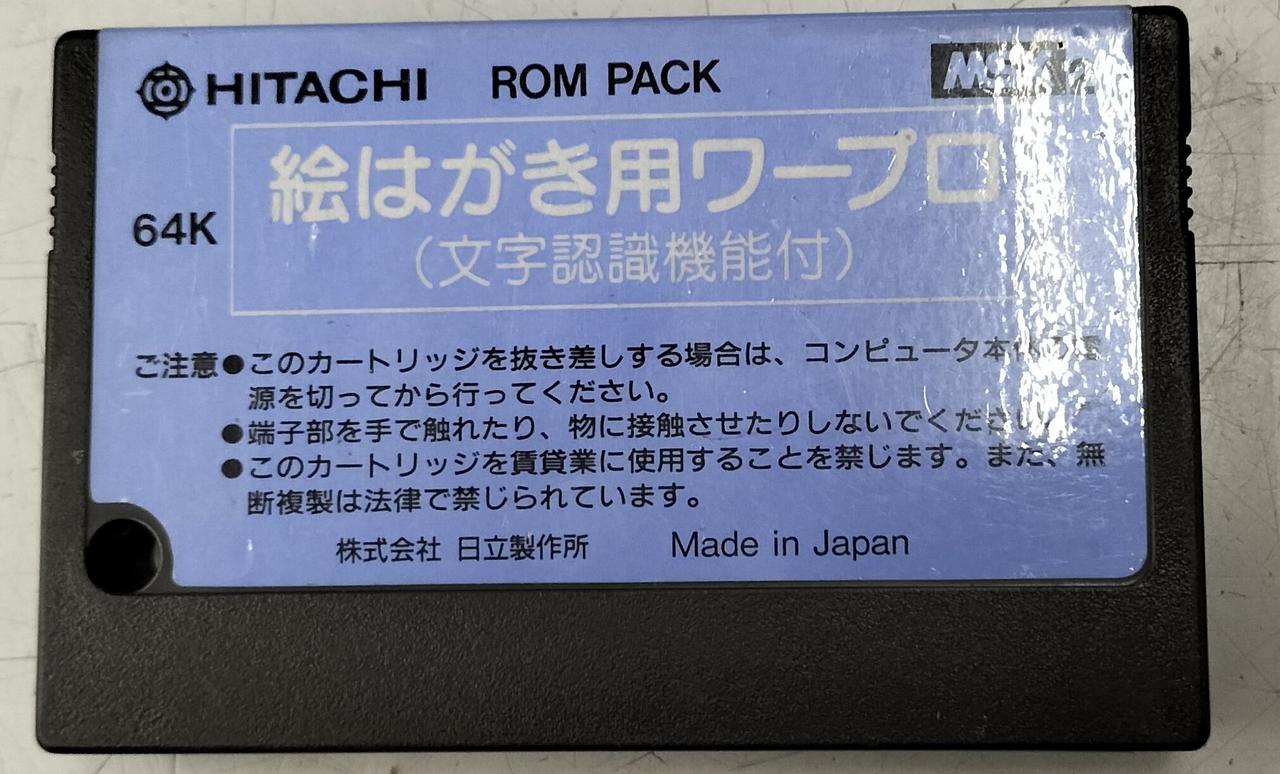 HITACHI ROM PACK MSX2
絵はがき用ワープロ
64K
（文字認識機能付）
ご注意●このカートリッジを抜き差しする場合は、コンピュータ本体の電
源を切ってから行ってください。
●端子部を手で触れたり、物に接触させたりしないでください。
●このカートリッジを賃貸業に使用することを禁じます。また、無
断複製は法律で禁じられています。
株式会社 日立製作所 Made in Japan